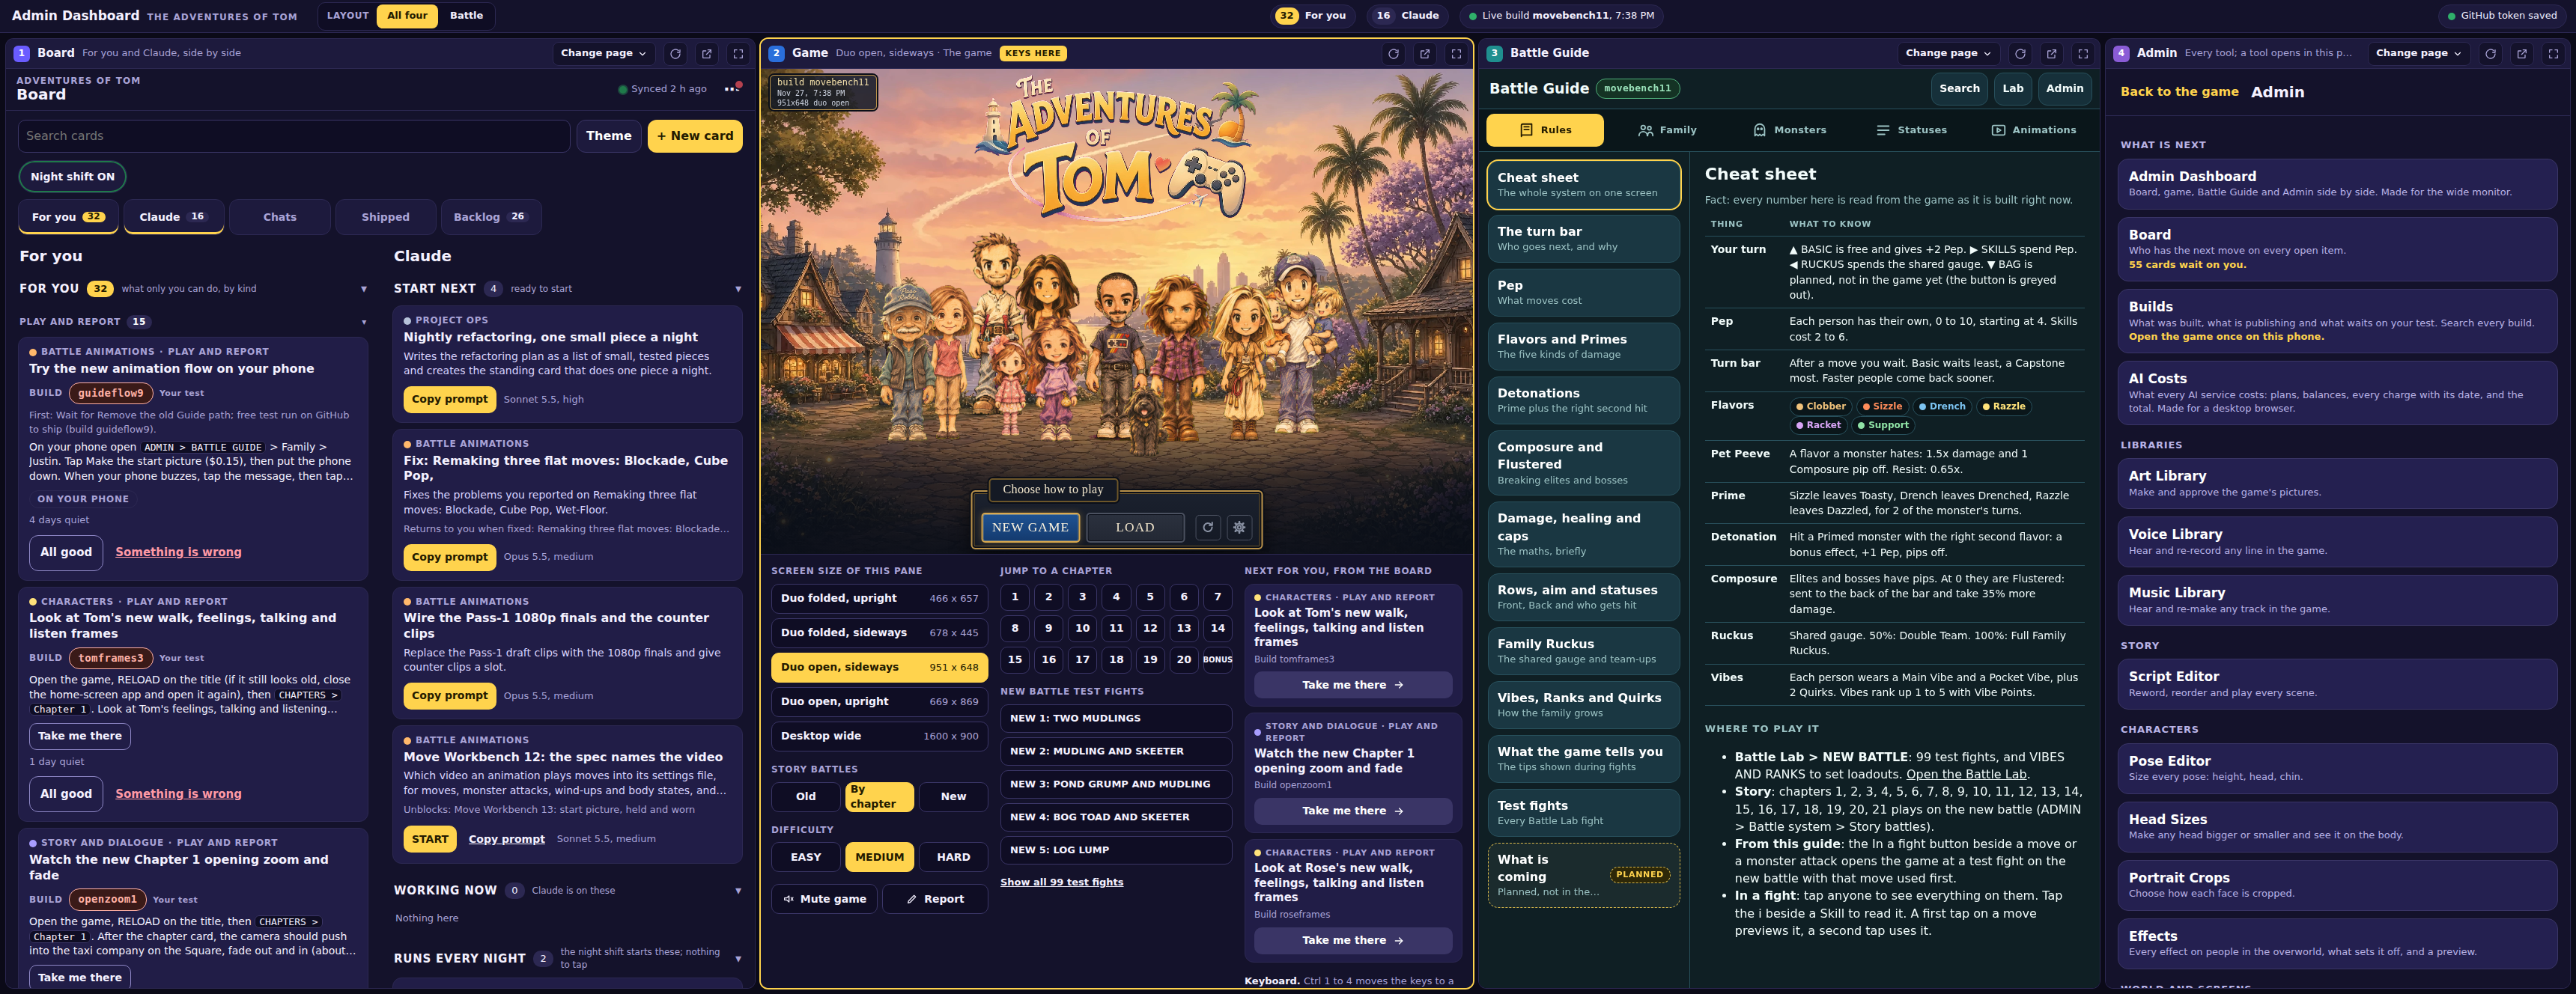 Admin Dashboard THE ADVENTURES OF TOM
LAYOUT All four Battle
32 For you 16 Claude Live build movebench11, 7:38 PM
GitHub token saved
1 Board For you and Claude, side by side Change page
ADVENTURES OF TOM
Board
Synced 2 h ago
Search cards
Theme
+ New card
Night shift ON
For you 32 Claude 16 Chats Shipped Backlog 26
For you
FOR YOU 32 what only you can do, by kind
PLAY AND REPORT 15
BATTLE ANIMATIONS · PLAY AND REPORT
Try the new animation flow on your phone
BUILD guideflow9 Your test
First: Wait for Remove the old Guide path; free test run on GitHub
to ship (build guideflow9).
On your phone open ADMIN > BATTLE GUIDE > Family >
Justin. Tap Make the start picture ($0.15), then put the phone
down. When your phone buzzes, tap the message, then tap…
ON YOUR PHONE
4 days quiet
All good Something is wrong
CHARACTERS · PLAY AND REPORT
Look at Tom's new walk, feelings, talking and
listen frames
BUILD tomframes3 Your test
Open the game, RELOAD on the title (if it still looks old, close
the home-screen app and open it again), then CHAPTERS >
Chapter 1. Look at Tom's feelings, talking and listening…
Take me there
1 day quiet
All good Something is wrong
STORY AND DIALOGUE · PLAY AND REPORT
Watch the new Chapter 1 opening zoom and
fade
BUILD openzoom1 Your test
Open the game, RELOAD on the title, then CHAPTERS >
Chapter 1. After the chapter card, the camera should push
into the taxi company on the Square, fade out and in (about…
Take me there
Claude
START NEXT 4 ready to start
PROJECT OPS
Nightly refactoring, one small piece a night
Writes the refactoring plan as a list of small, tested pieces
and creates the standing card that does one piece a night.
Copy prompt Sonnet 5.5, high
BATTLE ANIMATIONS
Fix: Remaking three flat moves: Blockade, Cube
Pop,
Fixes the problems you reported on Remaking three flat
moves: Blockade, Cube Pop, Wet-Floor.
Returns to you when fixed: Remaking three flat moves: Blockade…
Copy prompt Opus 5.5, medium
BATTLE ANIMATIONS
Wire the Pass-1 1080p finals and the counter
clips
Replace the Pass-1 draft clips with the 1080p finals and give
counter clips a slot.
Copy prompt Opus 5.5, medium
BATTLE ANIMATIONS
Move Workbench 12: the spec names the video
Which video an animation plays moves into its settings file,
for moves, monster attacks, wind-ups and body states, and…
Unblocks: Move Workbench 13: start picture, held and worn
START Copy prompt Sonnet 5.5, medium
WORKING NOW 0 Claude is on these
Nothing here
RUNS EVERY NIGHT 2 the night shift starts these; nothing
to tap
2 Game Duo open, sideways · The game KEYS HERE
build movebench11
Nov 27, 7:38 PM
951x648 duo open
THE
ADVENTURES
OF
TOM
Choose how to play
NEW GAME LOAD
SCREEN SIZE OF THIS PANE
Duo folded, upright 466 x 657
Duo folded, sideways 678 x 445
Duo open, sideways 951 x 648
Duo open, upright 669 x 869
Desktop wide 1600 x 900
STORY BATTLES
Old By chapter New
DIFFICULTY
EASY MEDIUM HARD
Mute game Report
JUMP TO A CHAPTER
1 2 3 4 5 6 7
8 9 10 11 12 13 14
15 16 17 18 19 20 BONUS
NEW BATTLE TEST FIGHTS
NEW 1: TWO MUDLINGS
NEW 2: MUDLING AND SKEETER
NEW 3: POND GRUMP AND MUDLING
NEW 4: BOG TOAD AND SKEETER
NEW 5: LOG LUMP
Show all 99 test fights
NEXT FOR YOU, FROM THE BOARD
CHARACTERS · PLAY AND REPORT
Look at Tom's new walk,
feelings, talking and listen
frames
Build tomframes3
Take me there →
STORY AND DIALOGUE · PLAY AND
REPORT
Watch the new Chapter 1
opening zoom and fade
Build openzoom1
Take me there →
CHARACTERS · PLAY AND REPORT
Look at Rose's new walk,
feelings, talking and listen
frames
Build roseframes
Take me there →
Keyboard. Ctrl 1 to 4 moves the keys to a
3 Battle Guide Change page
Battle Guide movebench11 Search Lab Admin
Rules Family Monsters Statuses Animations
Cheat sheet
The whole system on one screen
The turn bar
Who goes next, and why
Pep
What moves cost
Flavors and Primes
The five kinds of damage
Detonations
Prime plus the right second hit
Composure and
Flustered
Breaking elites and bosses
Damage, healing and
caps
The maths, briefly
Rows, aim and statuses
Front, Back and who gets hit
Family Ruckus
The shared gauge and team-ups
Vibes, Ranks and Quirks
How the family grows
What the game tells you
The tips shown during fights
Test fights
Every Battle Lab fight
What is
coming
Planned, not in the…
PLANNED
Cheat sheet
Fact: every number here is read from the game as it is built right now.
THING WHAT TO KNOW
Your turn ▲ BASIC is free and gives +2 Pep. ▶ SKILLS spend Pep.
◀ RUCKUS spends the shared gauge. ▼ BAG is
planned, not in the game yet (the button is greyed
out).
Pep Each person has their own, 0 to 10, starting at 4. Skills
cost 2 to 6.
Turn bar After a move you wait. Basic waits least, a Capstone
most. Faster people come back sooner.
Flavors Clobber Sizzle Drench Razzle
Racket Support
Pet Peeve A flavor a monster hates: 1.5x damage and 1
Composure pip off. Resist: 0.65x.
Prime Sizzle leaves Toasty, Drench leaves Drenched, Razzle
leaves Dazzled, for 2 of the monster's turns.
Detonation Hit a Primed monster with the right second flavor: a
bonus effect, +1 Pep, pips off.
Composure Elites and bosses have pips. At 0 they are Flustered:
sent to the back of the bar and take 35% more
damage.
Ruckus Shared gauge. 50%: Double Team. 100%: Full Family
Ruckus.
Vibes Each person wears a Main Vibe and a Pocket Vibe, plus
2 Quirks. Vibes rank up 1 to 5 with Vibe Points.
WHERE TO PLAY IT
• Battle Lab > NEW BATTLE: 99 test fights, and VIBES
AND RANKS to set loadouts. Open the Battle Lab.
• Story: chapters 1, 2, 3, 4, 5, 6, 7, 8, 9, 10, 11, 12, 13, 14,
15, 16, 17, 18, 19, 20, 21 plays on the new battle (ADMIN
> Battle system > Story battles).
• From this guide: the In a fight button beside a move or
a monster attack opens the game at a test fight on the
new battle with that move used first.
• In a fight: tap anyone to see everything on them. Tap
the i beside a Skill to read it. A first tap on a move
previews it, a second tap uses it.
4 Admin Every tool; a tool opens in this p… Change page
Back to the game Admin
WHAT IS NEXT
Admin Dashboard
Board, game, Battle Guide and Admin side by side. Made for the wide monitor.
Board
Who has the next move on every open item.
55 cards wait on you.
Builds
What was built, what is publishing and what waits on your test. Search every build.
Open the game once on this phone.
AI Costs
What every AI service costs: plans, balances, every charge with its date, and the
total. Made for a desktop browser.
LIBRARIES
Art Library
Make and approve the game's pictures.
Voice Library
Hear and re-record any line in the game.
Music Library
Hear and re-make any track in the game.
STORY
Script Editor
Reword, reorder and play every scene.
CHARACTERS
Pose Editor
Size every pose: height, head, chin.
Head Sizes
Make any head bigger or smaller and see it on the body.
Portrait Crops
Choose how each face is cropped.
Effects
Every effect on people in the overworld, what sets it off, and a preview.